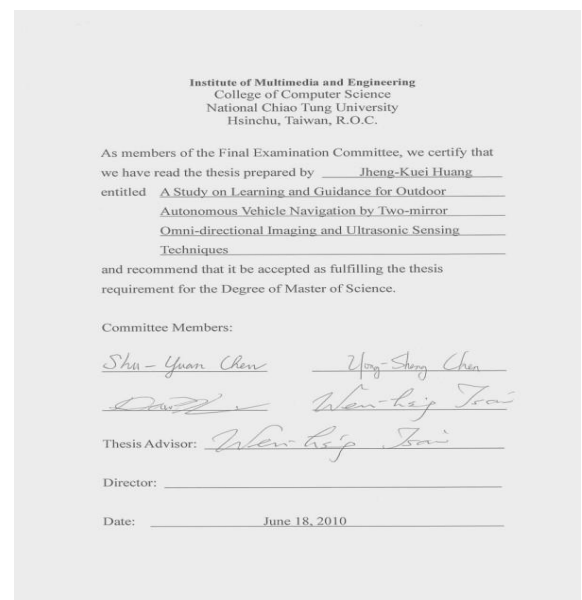 Institute of Multimedia and Engineering
College of Computer Science
National Chiao Tung University
Hsinchu, Taiwan, R.O.C.
As members of the Final Examination Committee, we certify that
we have read the thesis prepared by Jheng-Kuei Huang
entitled A Study on Learning and Guidance for Outdoor
Autonomous Vehicle Navigation by Two-mirror
Omni-directional Imaging and Ultrasonic Sensing
Techniques
and recommend that it be accepted as fulfilling the thesis
requirement for the Degree of Master of Science.
Committee Members:
Shu-Yuan Chen Yong-Sheng Chen
Wen-hsig Tsai
Thesis Advisor: Wen-hsig Tsai
Director:
Date: June 18, 2010